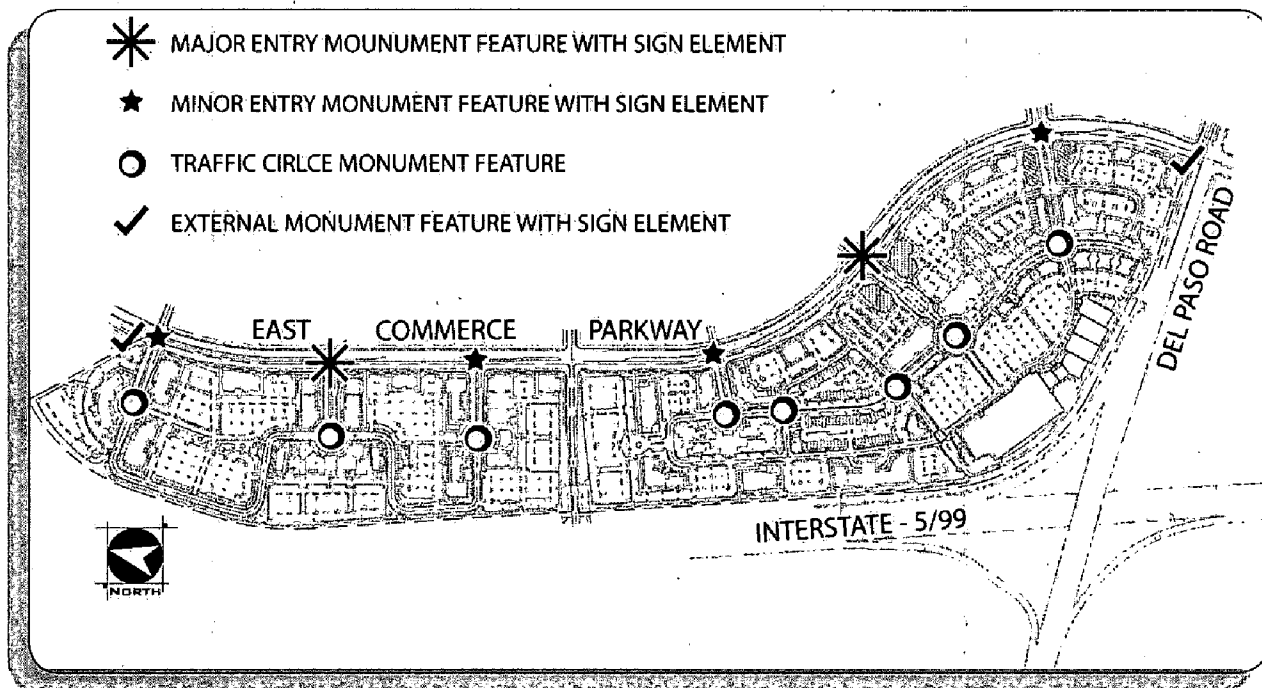 MAJOR ENTRY MOUNUMENT FEATURE WITH SIGN ELEMENT
MINOR ENTRY MONUMENT FEATURE WITH SIGN ELEMENT
TRAFFIC CIRLCE MONUMENT FEATURE
EXTERNAL MONUMENT FEATURE WITH SIGN ELEMENT
EAST COMMERCE PARKWAY
DEL PASO ROAD
INTERSTATE - 5/99
NORTH